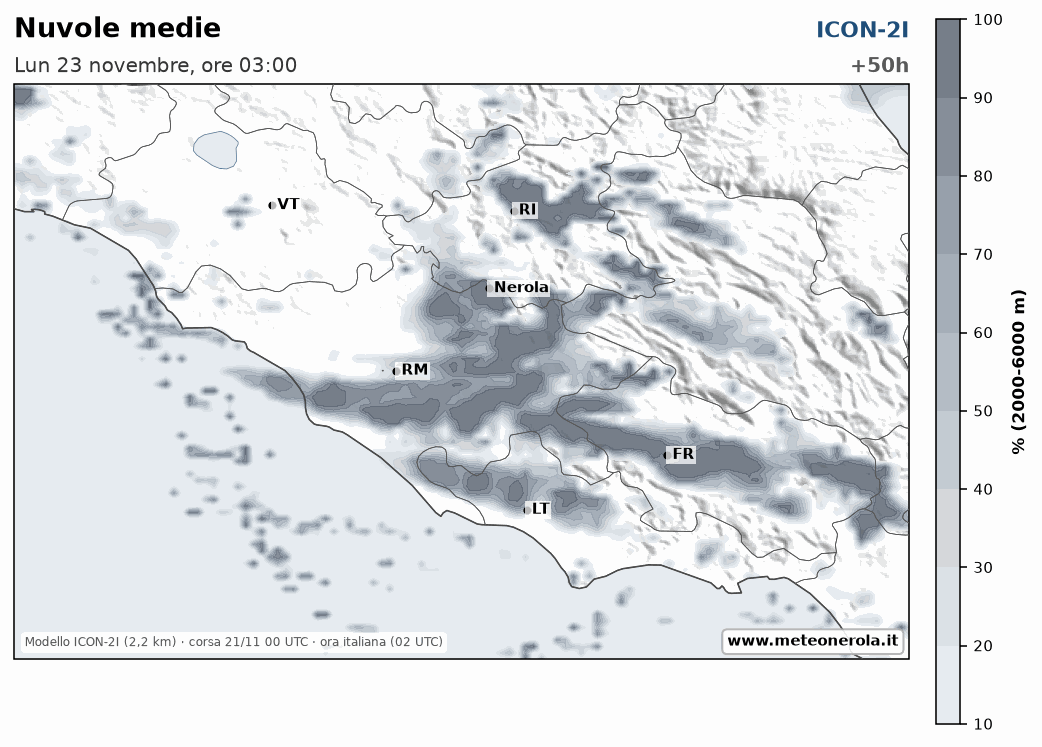 Nuvole medie
ICON-2I
Lun 23 novembre, ore 03:00
+50h
VT
RI
Nerola
RM
FR
LT
Modello ICON-2I (2,2 km) · corsa 21/11 00 UTC · ora italiana (02 UTC)
www.meteonerola.it
100
90
80
70
60
50
40
30
20
10
% (2000-6000 m)